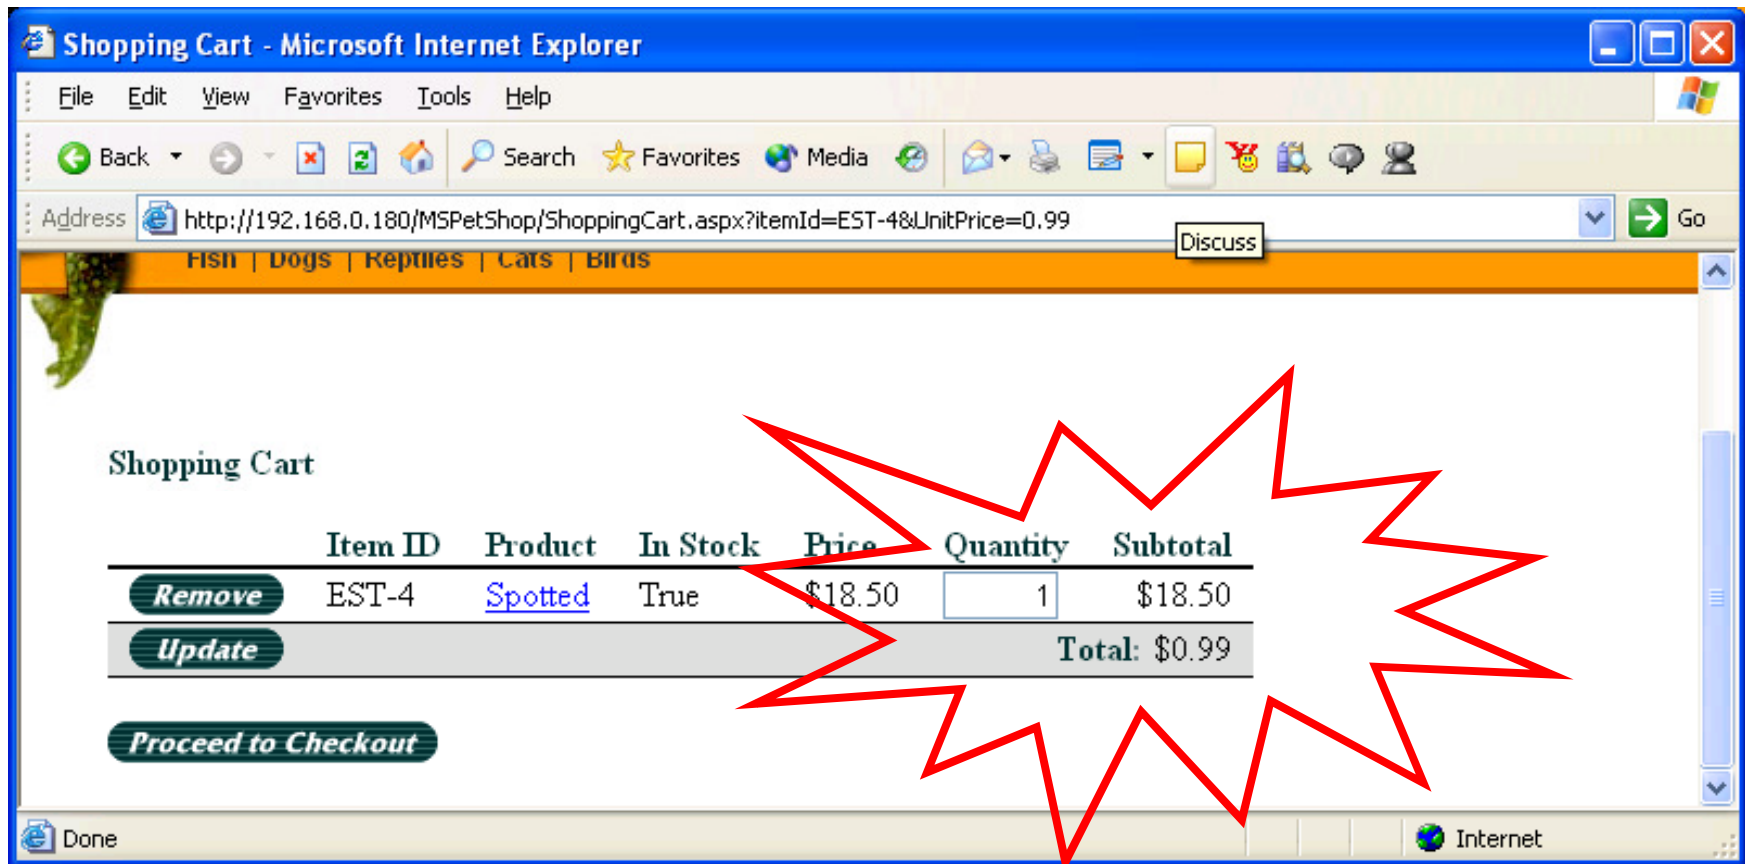 Shopping Cart - Microsoft Internet Explorer
File Edit View Favorites Tools Help
Back Search Favorites Media
Address http://192.168.0.180/MSPetShop/ShoppingCart.aspx?itemId=EST-4&UnitPrice=0.99 Go
Discuss
Fish | Dogs | Reptiles | Cats | Birds
Shopping Cart
Item ID Product In Stock Price Quantity Subtotal
Remove EST-4 Spotted True $18.50 1 $18.50
Update Total: $0.99
Proceed to Checkout
Done Internet